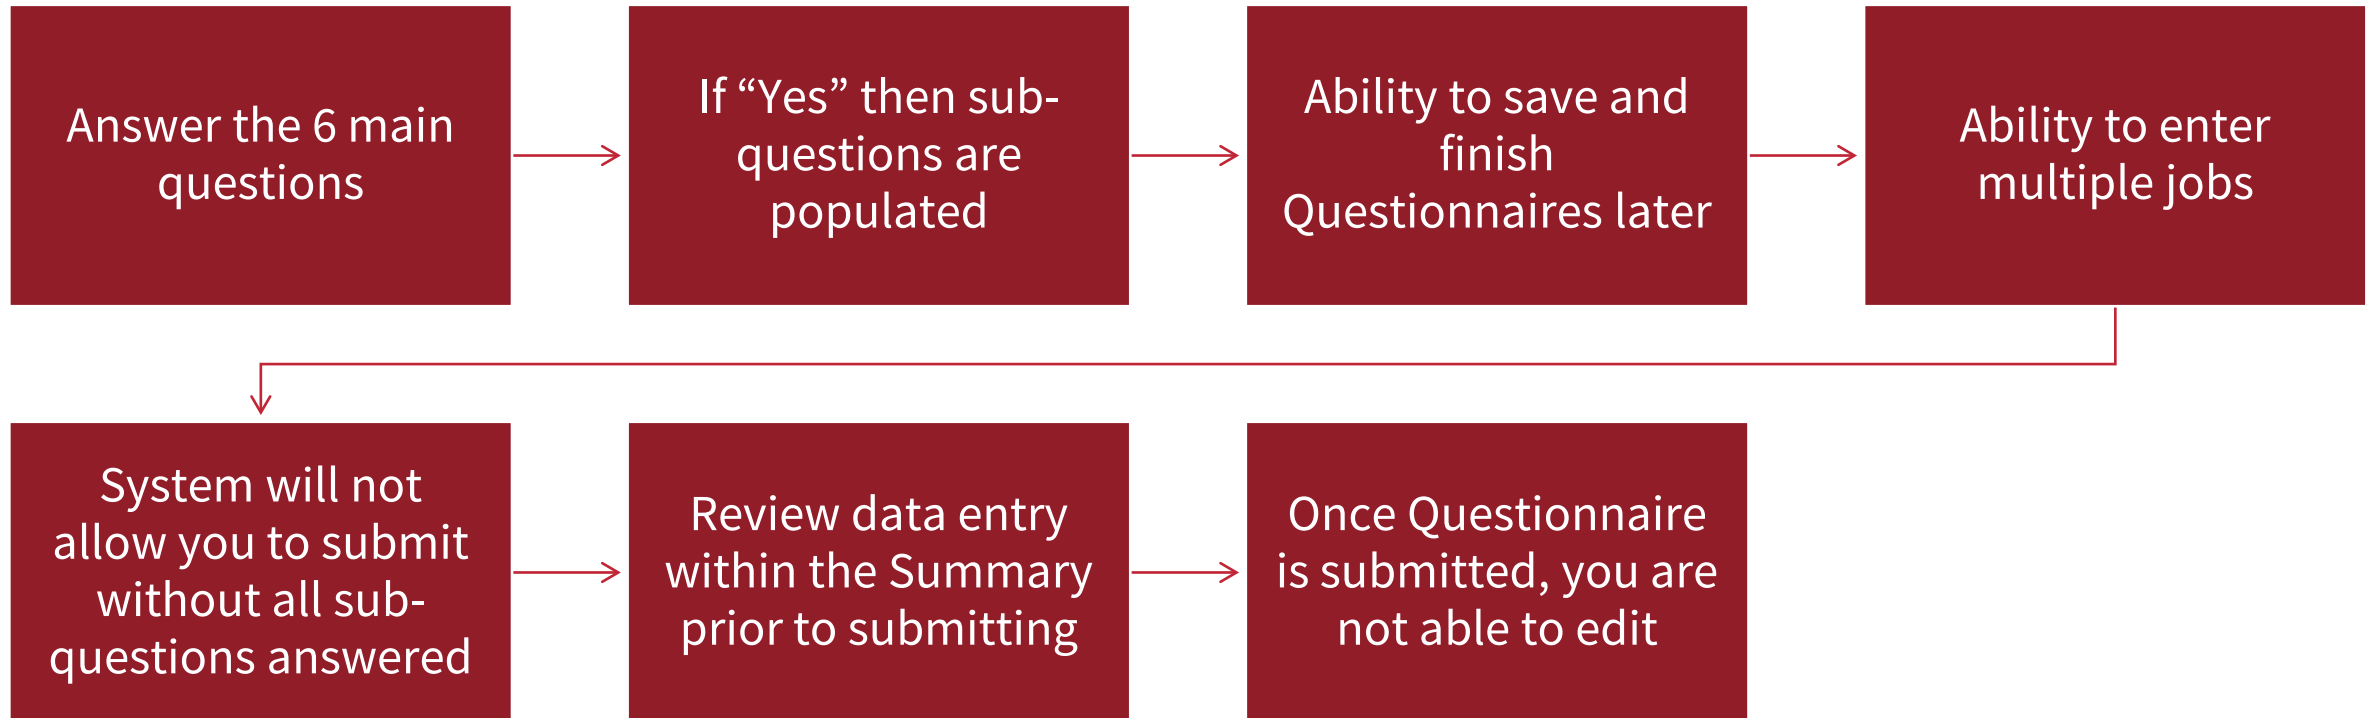 Answer the 6 main
questions
If “Yes” then sub-
questions are
populated
Ability to save and
finish
Questionnaires later
Ability to enter
multiple jobs
System will not
allow you to submit
without all sub-
questions answered
Review data entry
within the Summary
prior to submitting
Once Questionnaire
is submitted, you are
not able to edit